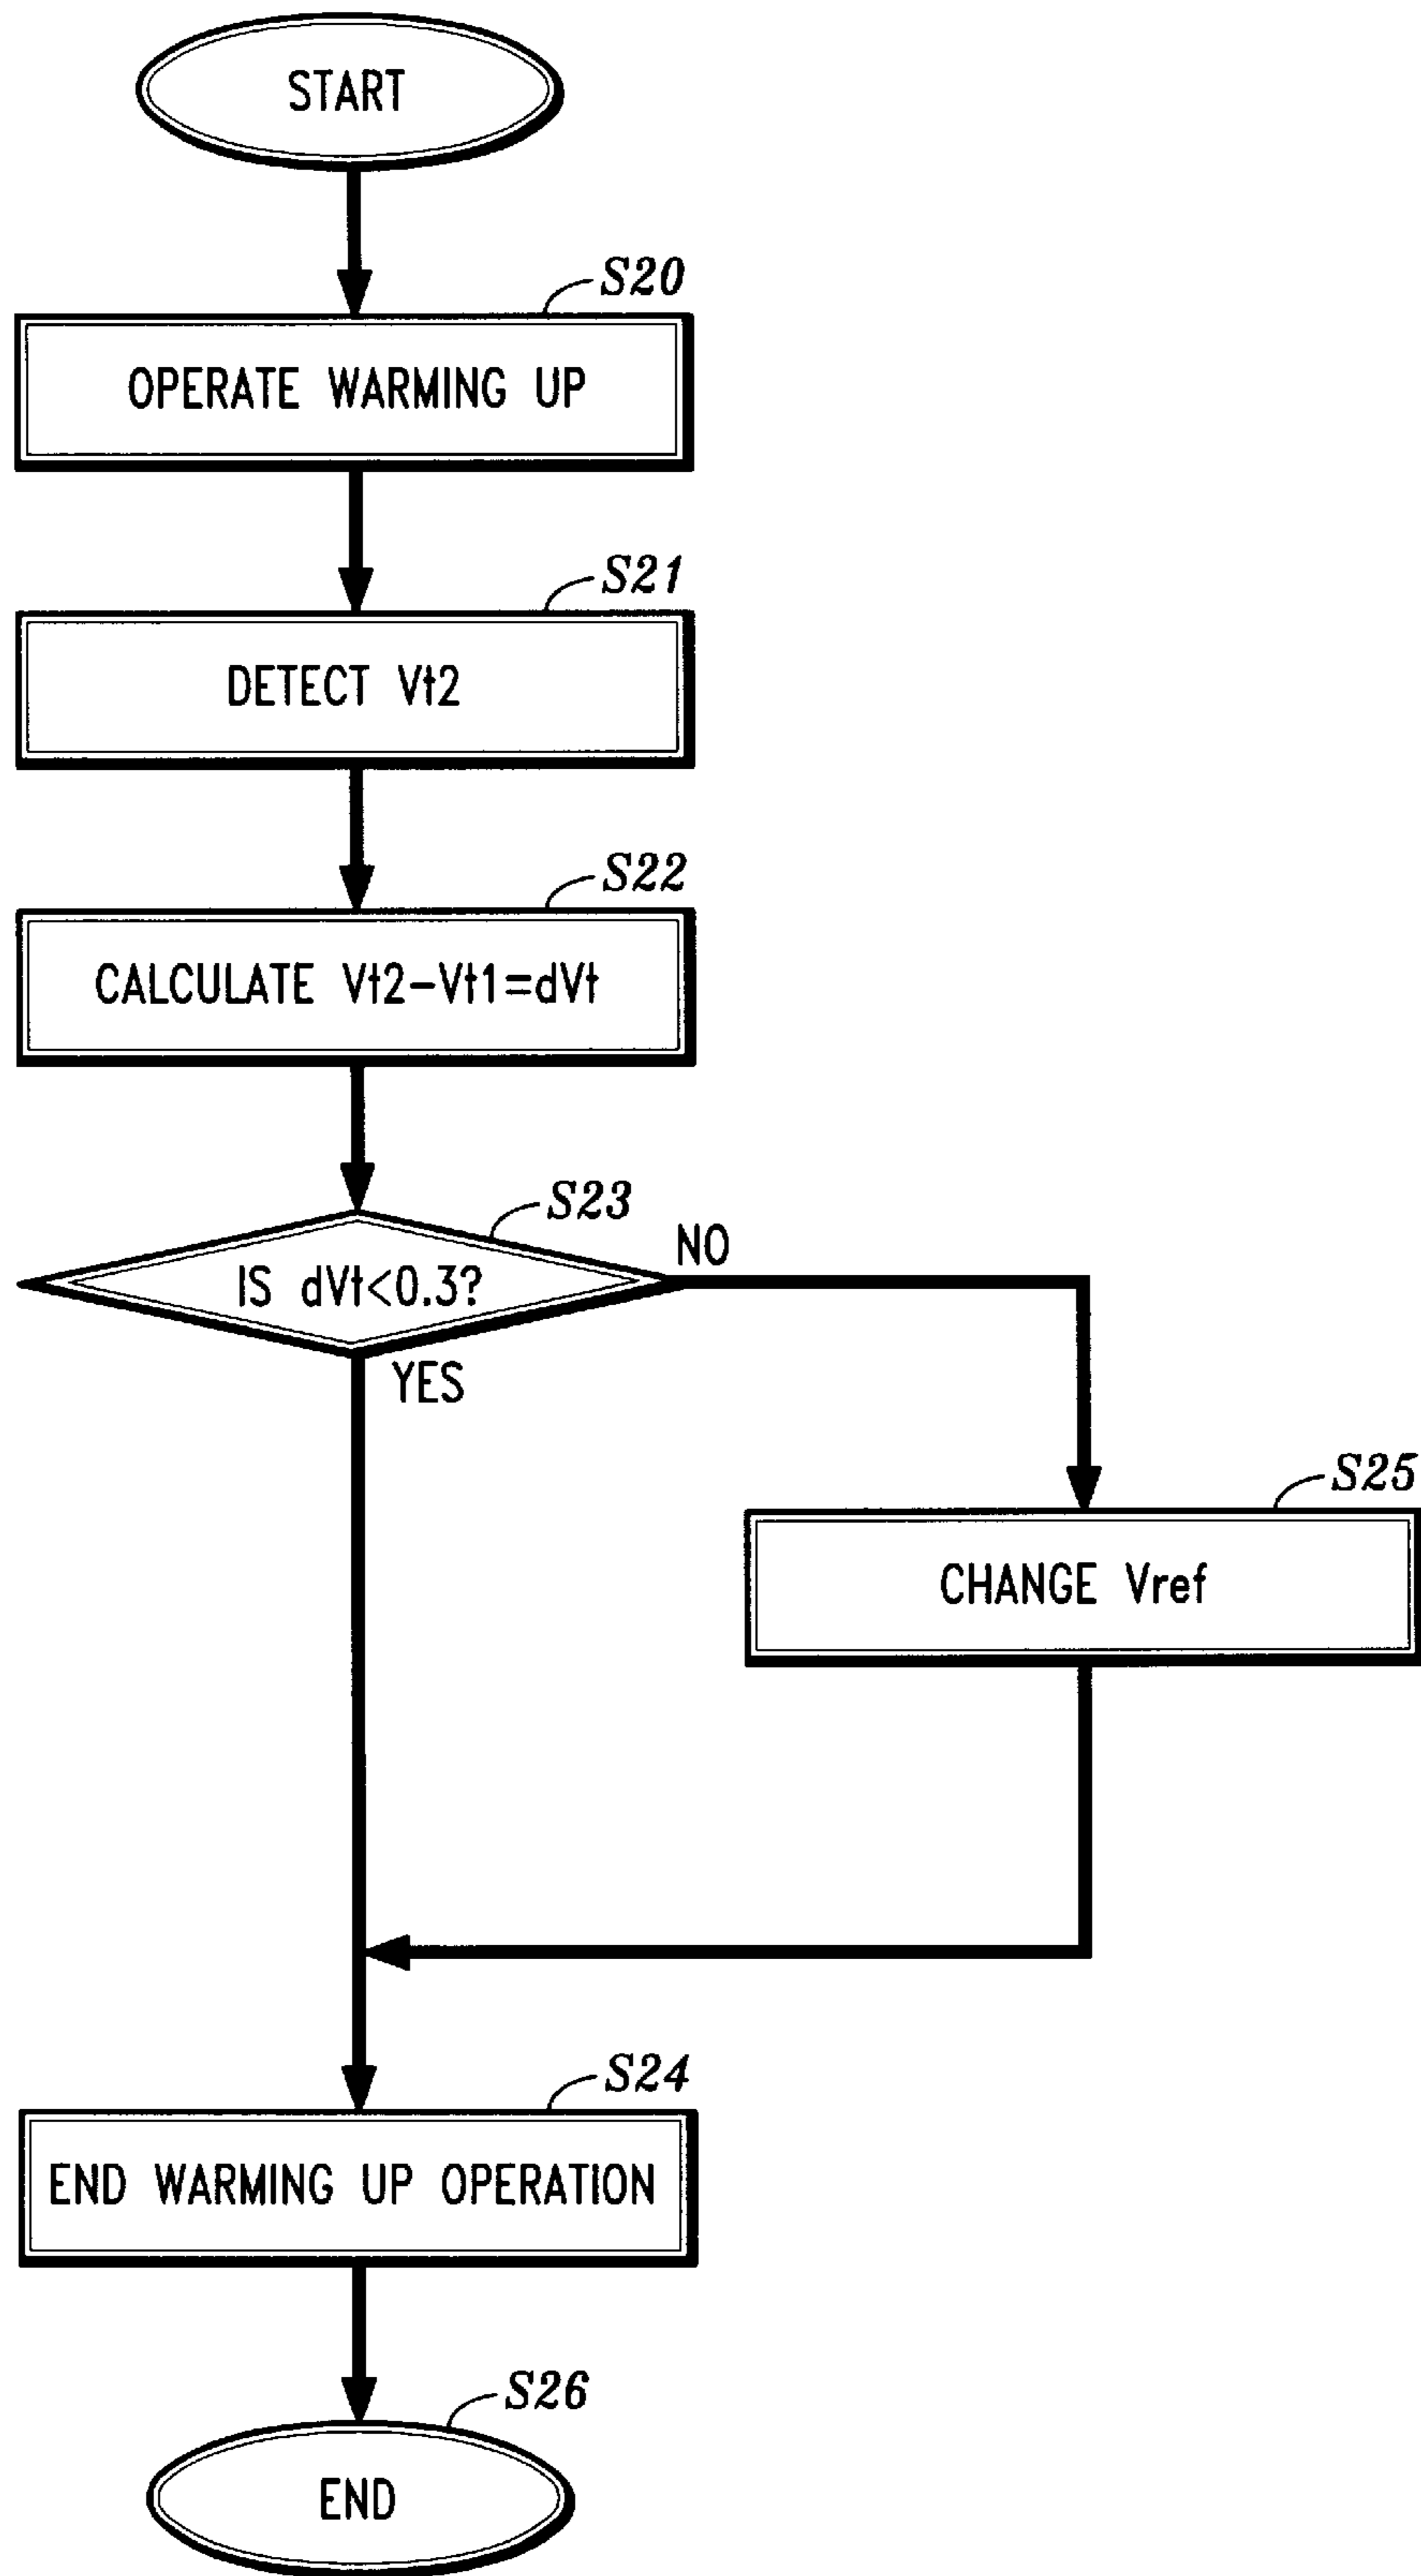 START
S20
OPERATE WARMING UP
S21
DETECT Vt2
S22
CALCULATE Vt2-Vt1=dVt
S23
IS dVt<0.3?
NO
YES
S25
CHANGE Vref
S24
END WARMING UP OPERATION
S26
END